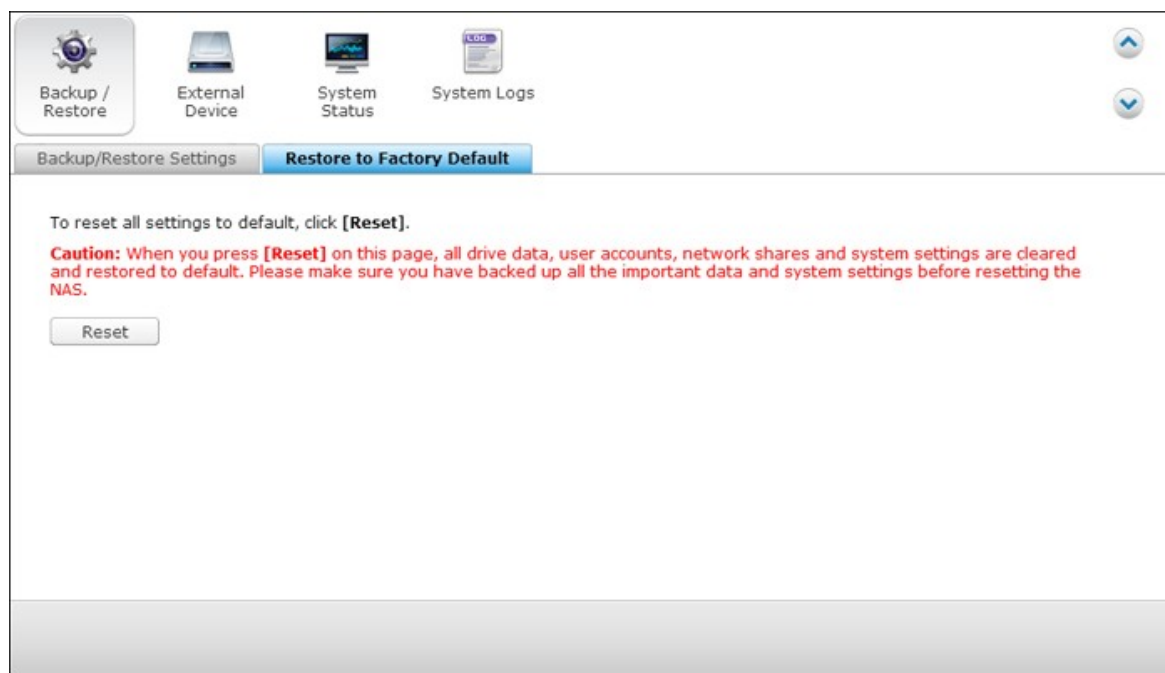 LOG
Backup /
Restore
External
Device
System
Status
System Logs
Backup/Restore Settings
Restore to Factory Default
To reset all settings to default, click [Reset].
Caution: When you press [Reset] on this page, all drive data, user accounts, network shares and system settings are cleared
and restored to default. Please make sure you have backed up all the important data and system settings before resetting the
NAS.
Reset